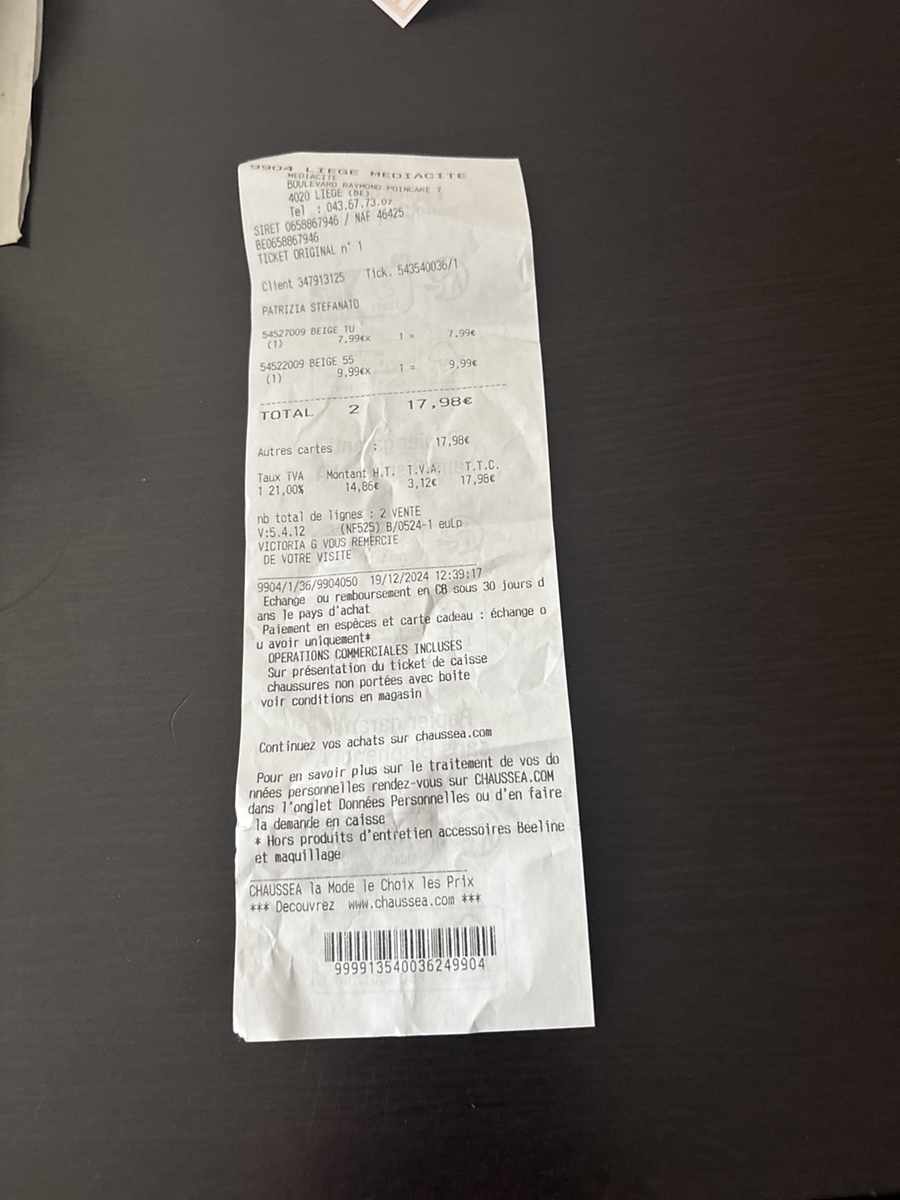 9904 LIEGE MEDIACITE
MEDIACITE
BOULEVARD RAYMOND POINCARE 7
4020 LIEGE (BE)
Tel : 043.67.73.07
SIRET 0658867946 / NAF 46425
BE0658867946
TICKET ORIGINAL n° 1
Client 347913125 Tick. 543540036/1
PATRIZIA STEFANATO
54527009 BEIGE TU
(1) 7,99€x 1 = 7,99€
54522009 BEIGE 55
(1) 9,99€x 1 = 9,99€
TOTAL 2 17,98€
Autres cartes : 17,98€
Taux TVA Montant H.T. T.V.A. T.T.C.
1 21,00% 14,86€ 3,12€ 17,98€
nb total de lignes : 2 VENTE
V:5.4.12 (NF525) B/0524-1 eulp
VICTORIA G VOUS REMERCIE
DE VOTRE VISITE
9904/1/36/9904050 19/12/2024 12:39:17
Echange ou remboursement en CB sous 30 jours d
ans le pays d'achat
Paiement en espèces et carte cadeau : échange o
u avoir uniquement*
OPERATIONS COMMERCIALES INCLUSES
Sur présentation du ticket de caisse
chaussures non portées avec boite
voir conditions en magasin
Continuez vos achats sur chaussea.com
Pour en savoir plus sur le traitement de vos do
nnées personnelles rendez-vous sur CHAUSSEA.COM
dans l'onglet Données Personnelles ou d'en faire
la demande en caisse
* Hors produits d'entretien accessoires Beeline
et maquillage
CHAUSSEA la Mode le Choix les Prix
*** Decouvrez www.chaussea.com ***
999913540036249904